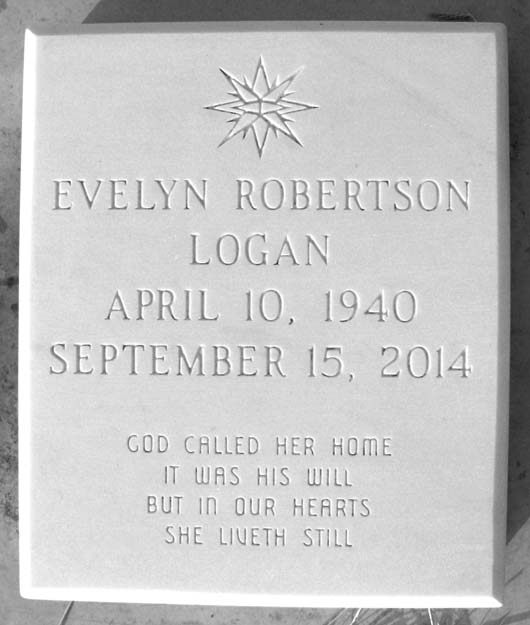 EVELYN ROBERTSON
LOGAN
APRIL 10, 1940
SEPTEMBER 15, 2014
GOD CALLED HER HOME
IT WAS HIS WILL
BUT IN OUR HEARTS
SHE LIVETH STILL